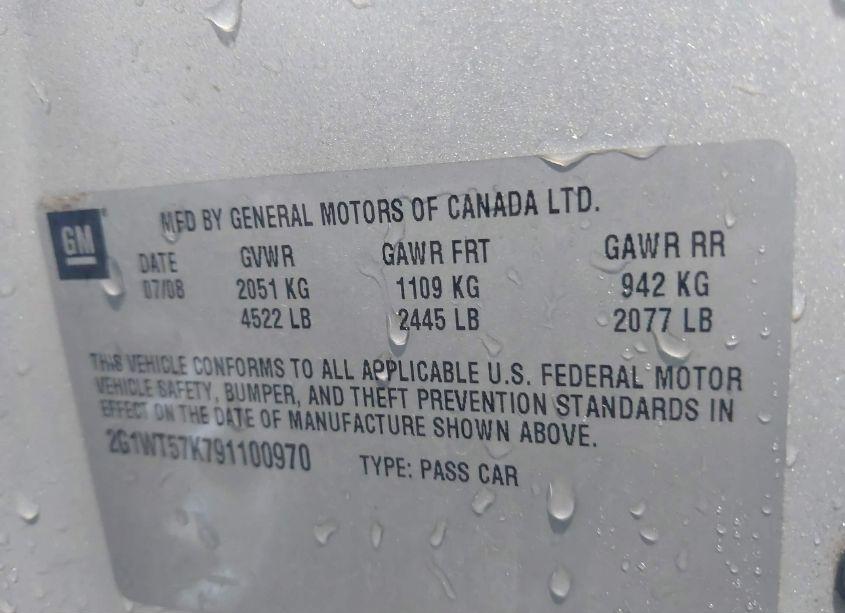 GM
MFD BY GENERAL MOTORS OF CANADA LTD.
DATE GVWR GAWR FRT GAWR RR
07/08 2051 KG 1109 KG 942 KG
4522 LB 2445 LB 2077 LB
THIS VEHICLE CONFORMS TO ALL APPLICABLE U.S. FEDERAL MOTOR
VEHICLE SAFETY, BUMPER, AND THEFT PREVENTION STANDARDS IN
EFFECT ON THE DATE OF MANUFACTURE SHOWN ABOVE.
2G1WT57K791100970 TYPE: PASS CAR